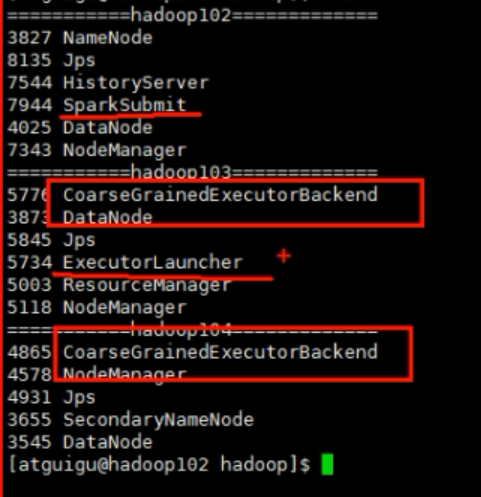 ===========hadoop102=============
3827 NameNode
8135 Jps
7544 HistoryServer
7944 SparkSubmit
4025 DataNode
7343 NodeManager
===========hadoop103=============
5776 CoarseGrainedExecutorBackend
3873 DataNode
5845 Jps
5734 ExecutorLauncher
5003 ResourceManager
5118 NodeManager
===========hadoop104=============
4865 CoarseGrainedExecutorBackend
4578 NodeManager
4931 Jps
3655 SecondaryNameNode
3545 DataNode
[atguigu@hadoop102 hadoop]$